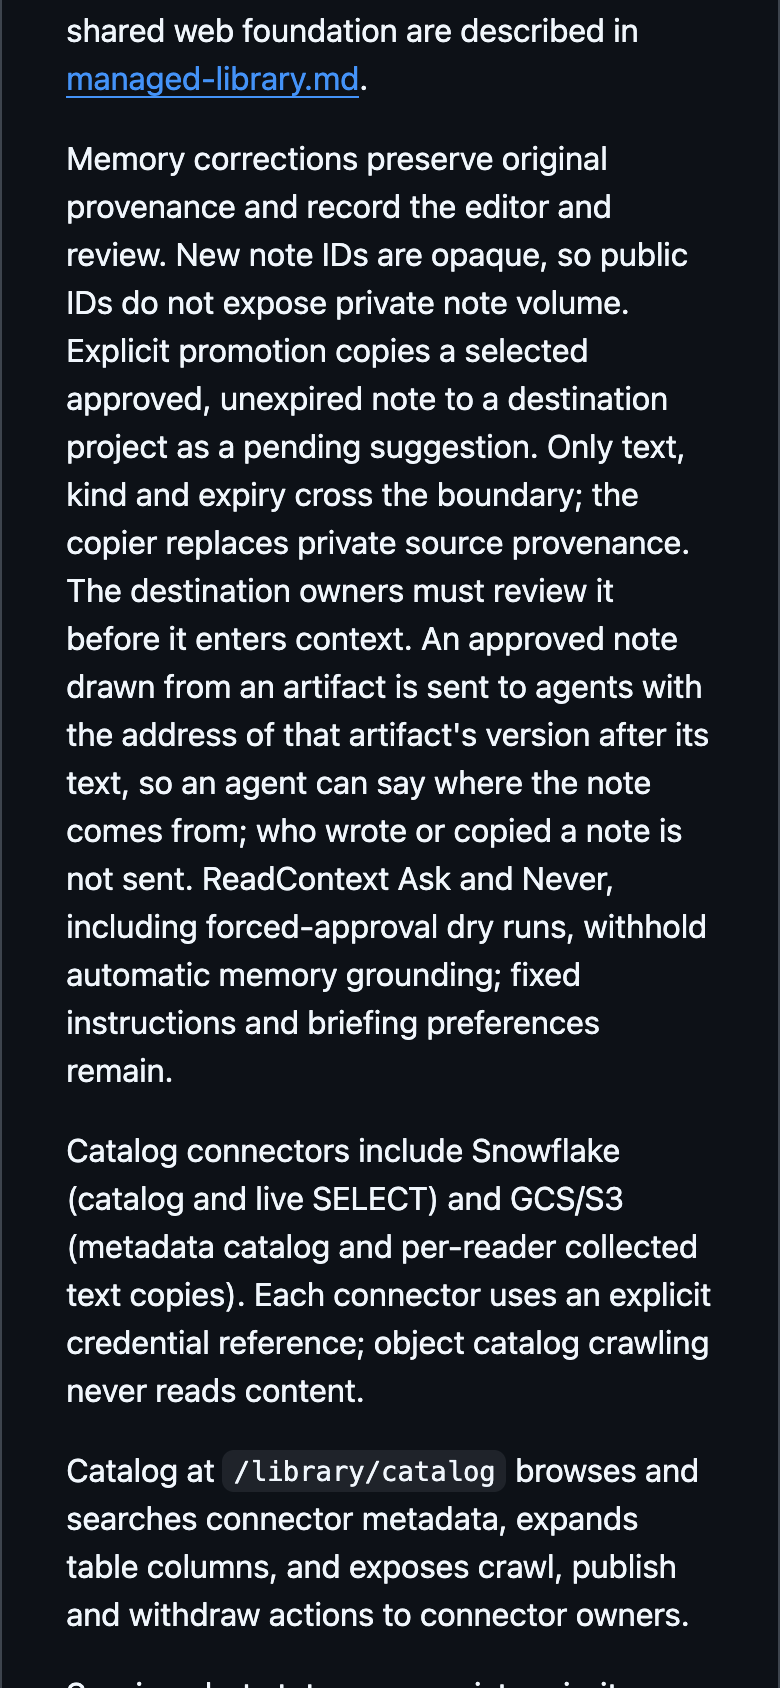 shared web foundation are described in
managed-library.md.
Memory corrections preserve original
provenance and record the editor and
review. New note IDs are opaque, so public
IDs do not expose private note volume.
Explicit promotion copies a selected
approved, unexpired note to a destination
project as a pending suggestion. Only text,
kind and expiry cross the boundary; the
copier replaces private source provenance.
The destination owners must review it
before it enters context. An approved note
drawn from an artifact is sent to agents with
the address of that artifact's version after its
text, so an agent can say where the note
comes from; who wrote or copied a note is
not sent. ReadContext Ask and Never,
including forced-approval dry runs, withhold
automatic memory grounding; fixed
instructions and briefing preferences
remain.
Catalog connectors include Snowflake
(catalog and live SELECT) and GCS/S3
(metadata catalog and per-reader collected
text copies). Each connector uses an explicit
credential reference; object catalog crawling
never reads content.
Catalog at /library/catalog browses and
searches connector metadata, expands
table columns, and exposes crawl, publish
and withdraw actions to connector owners.